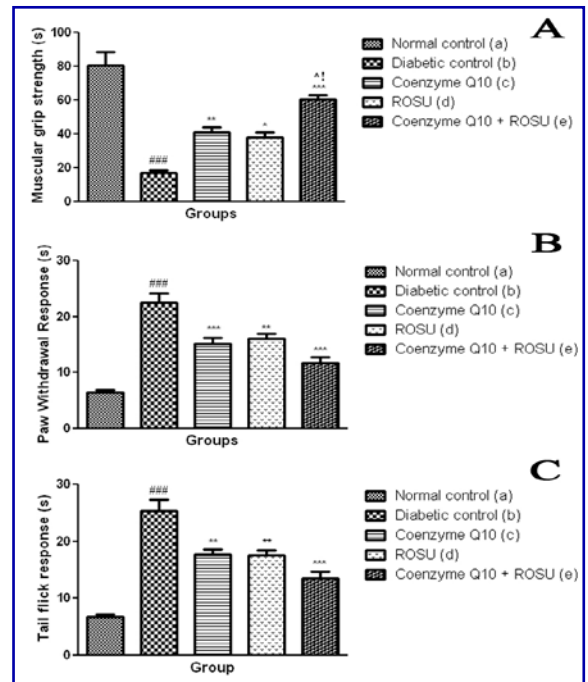 A
Muscular grip strength (s)
100
80
60
40
20
0
###
**
^
^!
^^^
Groups
Normal control (a)
Diabetic control (b)
Coenzyme Q10 (c)
ROSU (d)
Coenzyme Q10 + ROSU (e)
B
Paw Withdrawal Response (s)
30
20
10
0
###
^^^
**
^^^
Groups
Normal control (a)
Diabetic control (b)
Coenzyme Q10 (c)
ROSU (d)
Coenzyme Q10 + ROSU (e)
C
Tail flick response (s)
30
20
10
0
###
^^
**
^^^
Group
Normal control (a)
Diabetic control (b)
Coenzyme Q10 (c)
ROSU (d)
Coenzyme Q10 + ROSU (e)